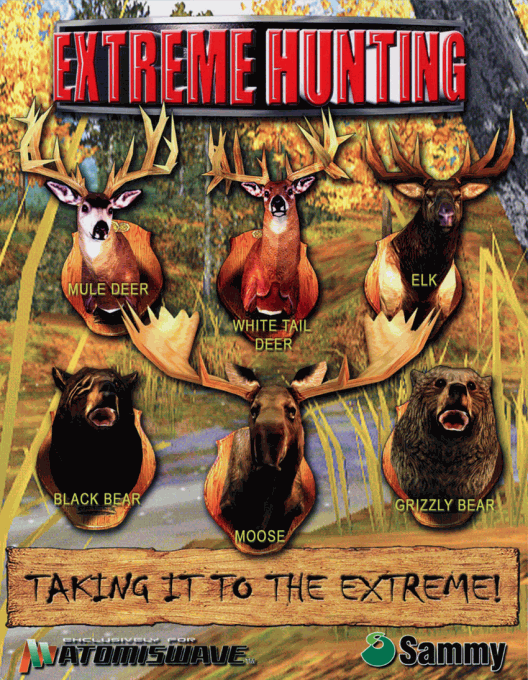 EXTREME HUNTING
MULE DEER
WHITE TAIL
DEER
ELK
BLACK BEAR
MOOSE
GRIZZLY BEAR
TAKING IT TO THE EXTREME!
EXCLUSIVELY FOR
ATOMISWAVE™
Sammy